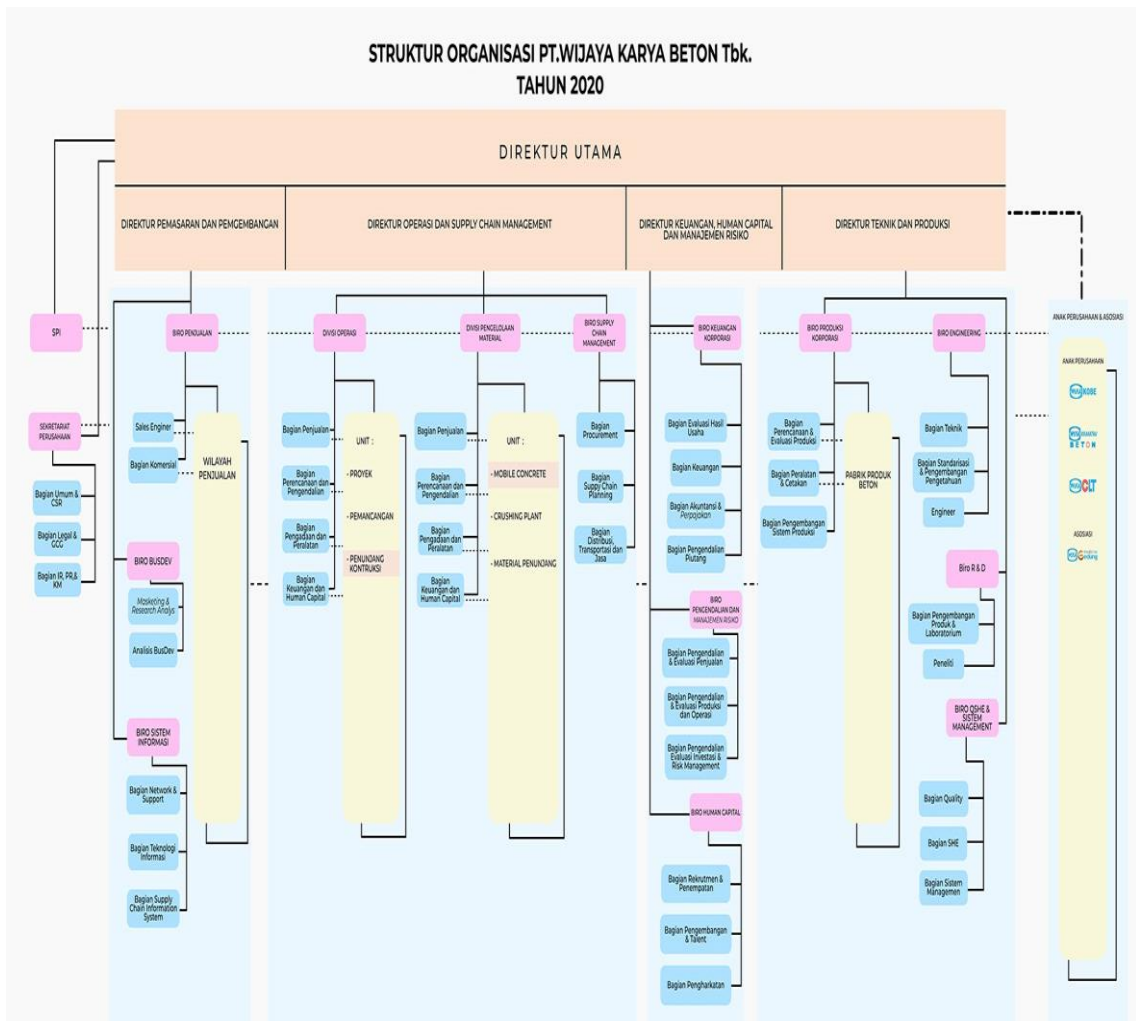 STRUKTUR ORGANISASI PT.WIJAYA KARYA BETON Tbk.
TAHUN 2020
DIREKTUR UTAMA
DIREKTUR PEMASARAN DAN PEMGEMBANGAN
DIREKTUR OPERASI DAN SUPPLY CHAIN MANAGEMENT
DIREKTUR KEUANGAN, HUMAN CAPITAL
DAN MANAJEMEN RISIKO
DIREKTUR TEKNIK DAN PRODUKSI
SPI
SEKRETARIAT
PERUSAHAAN
Bagian Umum &
CSR
Bagian Legal &
GCG
Bagian IR, PR,&
KM
BIRO PENJUALAN
Sales Enginer
Bagian Komersial
WILAYAH
PENJUALAN
BIRO BUSDEV
Masketing &
Research Analys
Analisis BusDev
BIRO SISTEM
INFORMASI
Bagian Network &
Support
Bagian Teknologi
Informasi
Bagian Supply
Chain Information
System
DIVISI OPERASI
Bagian Penjualan
Bagian
Perencanaan dan
Pengendalian
Bagian
Pengadaan dan
Peralatan
Bagian
Keuangan dan
Human Capital
UNIT :
- PROYEK
- PEMANCANGAN
- PENUNJANG
KONTRUKSI
DIVISI PENGELOLAAN
MATERIAL
Bagian Penjualan
Bagian
Perencanaan dan
Pengendalian
Bagian
Pengadaan dan
Peralatan
Bagian
Keuangan dan
Human Capital
UNIT :
- MOBILE CONCRETE
- CRUSHING PLANT
- MATERIAL PENUNJANG
BIRO SUPPLY
CHAIN
MANAGEMENT
Bagian
Procurement
Bagian
Suppy Chain
Planning
Bagian
Distribusi,
Transportasi dan
Jasa
BIRO KEUANGAN
KORPORASI
Bagian Evaluasi Hasil
Usaha
Bagian Keuangan
Bagian Akuntansi &
Perpajakan
Bagian Pengendalian
Piutang
BIRO
PENGENDALIAN DAN
MANAJEMEN RISIKO
Bagian Pengendalian
& Evaluasi Penjualan
Bagian Pengendalian
& Evaluasi Produksi
dan Operasi
Bagian Pengendalian
Evaluasi Investasi &
Risk Management
BIRO HUMAN CAPITAL
Bagian Rekrutmen &
Penempatan
Bagian Pengembangan
& Talent
Bagian Pengharkatan
BIRO PRODUKSI
KORPORASI
Bagian
Perencanaan &
Evaluasi Produksi
Bagian Peralatan
& Cetakan
Bagian Pengembangan
Sistem Produksi
PABRIK PRODUK
BETON
BIRO ENGINEERING
Bagian Teknik
Bagian Standarisasi
& Pengembangan
Pengetahuan
Engineer
Biro R & D
Bagian Pengembangan
Produk &
Laboratorium
Peneliti
BIRO QSHE &
SISTEM
MANAGEMENT
Bagian Quality
Bagian SHE
Bagian Sistem
Managemen
ANAK PERUSAHAAN & ASOSIASI
ANAK PERUSAHAAN
KOBE
BETON
CLT
ASOSIASI
gedung